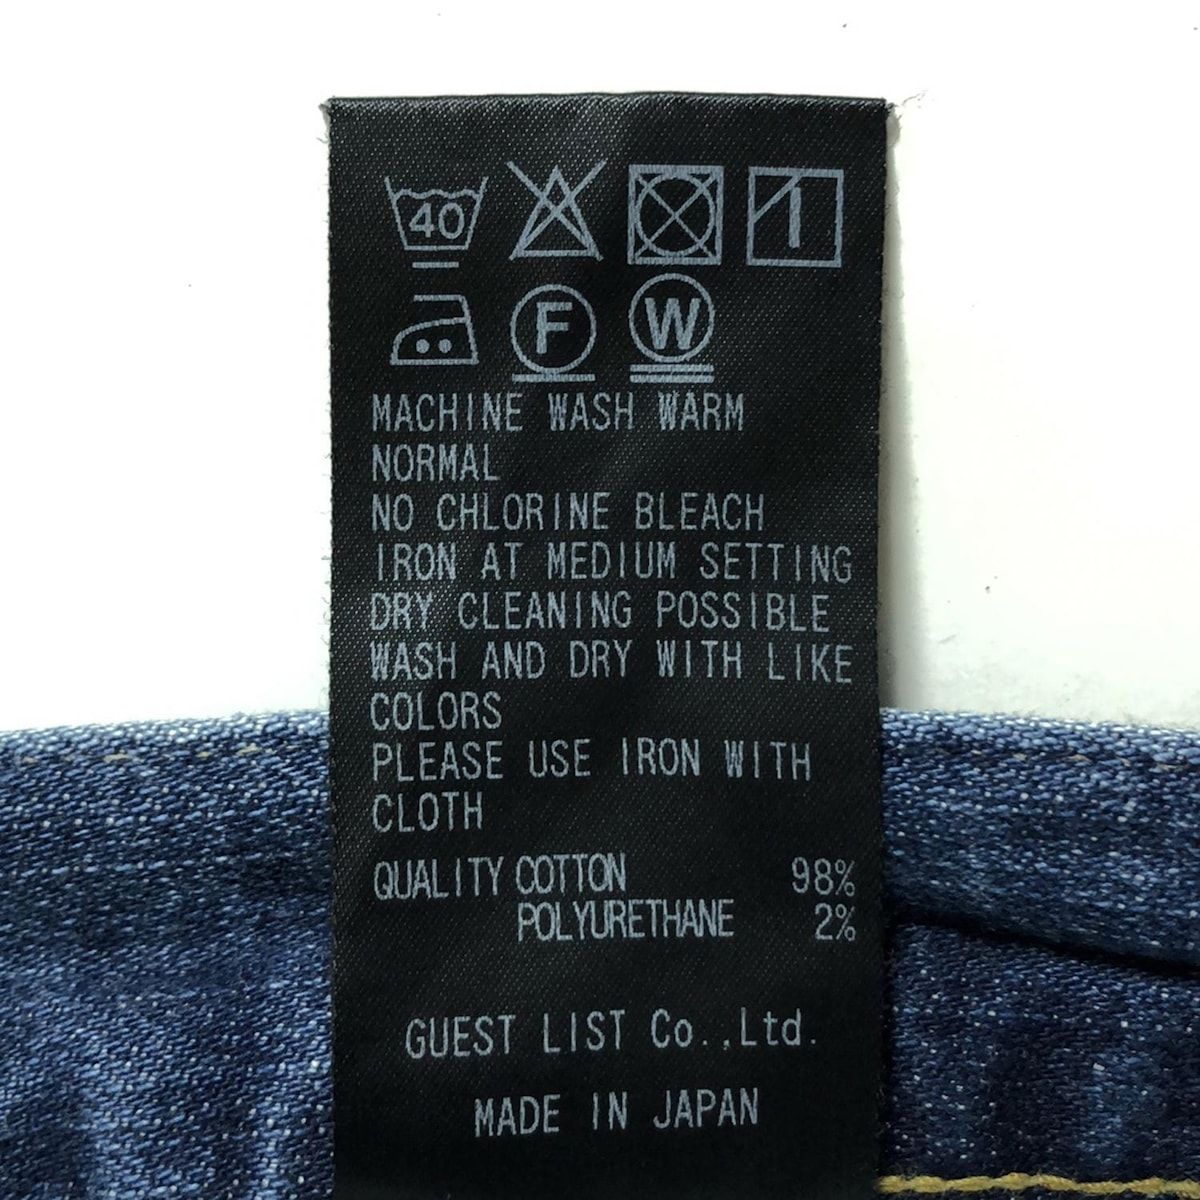 40
F W
MACHINE WASH WARM
NORMAL
NO CHLORINE BLEACH
IRON AT MEDIUM SETTING
DRY CLEANING POSSIBLE
WASH AND DRY WITH LIKE
COLORS
PLEASE USE IRON WITH
CLOTH
QUALITY COTTON 98%
POLYURETHANE 2%
GUEST LIST Co.,Ltd.
MADE IN JAPAN